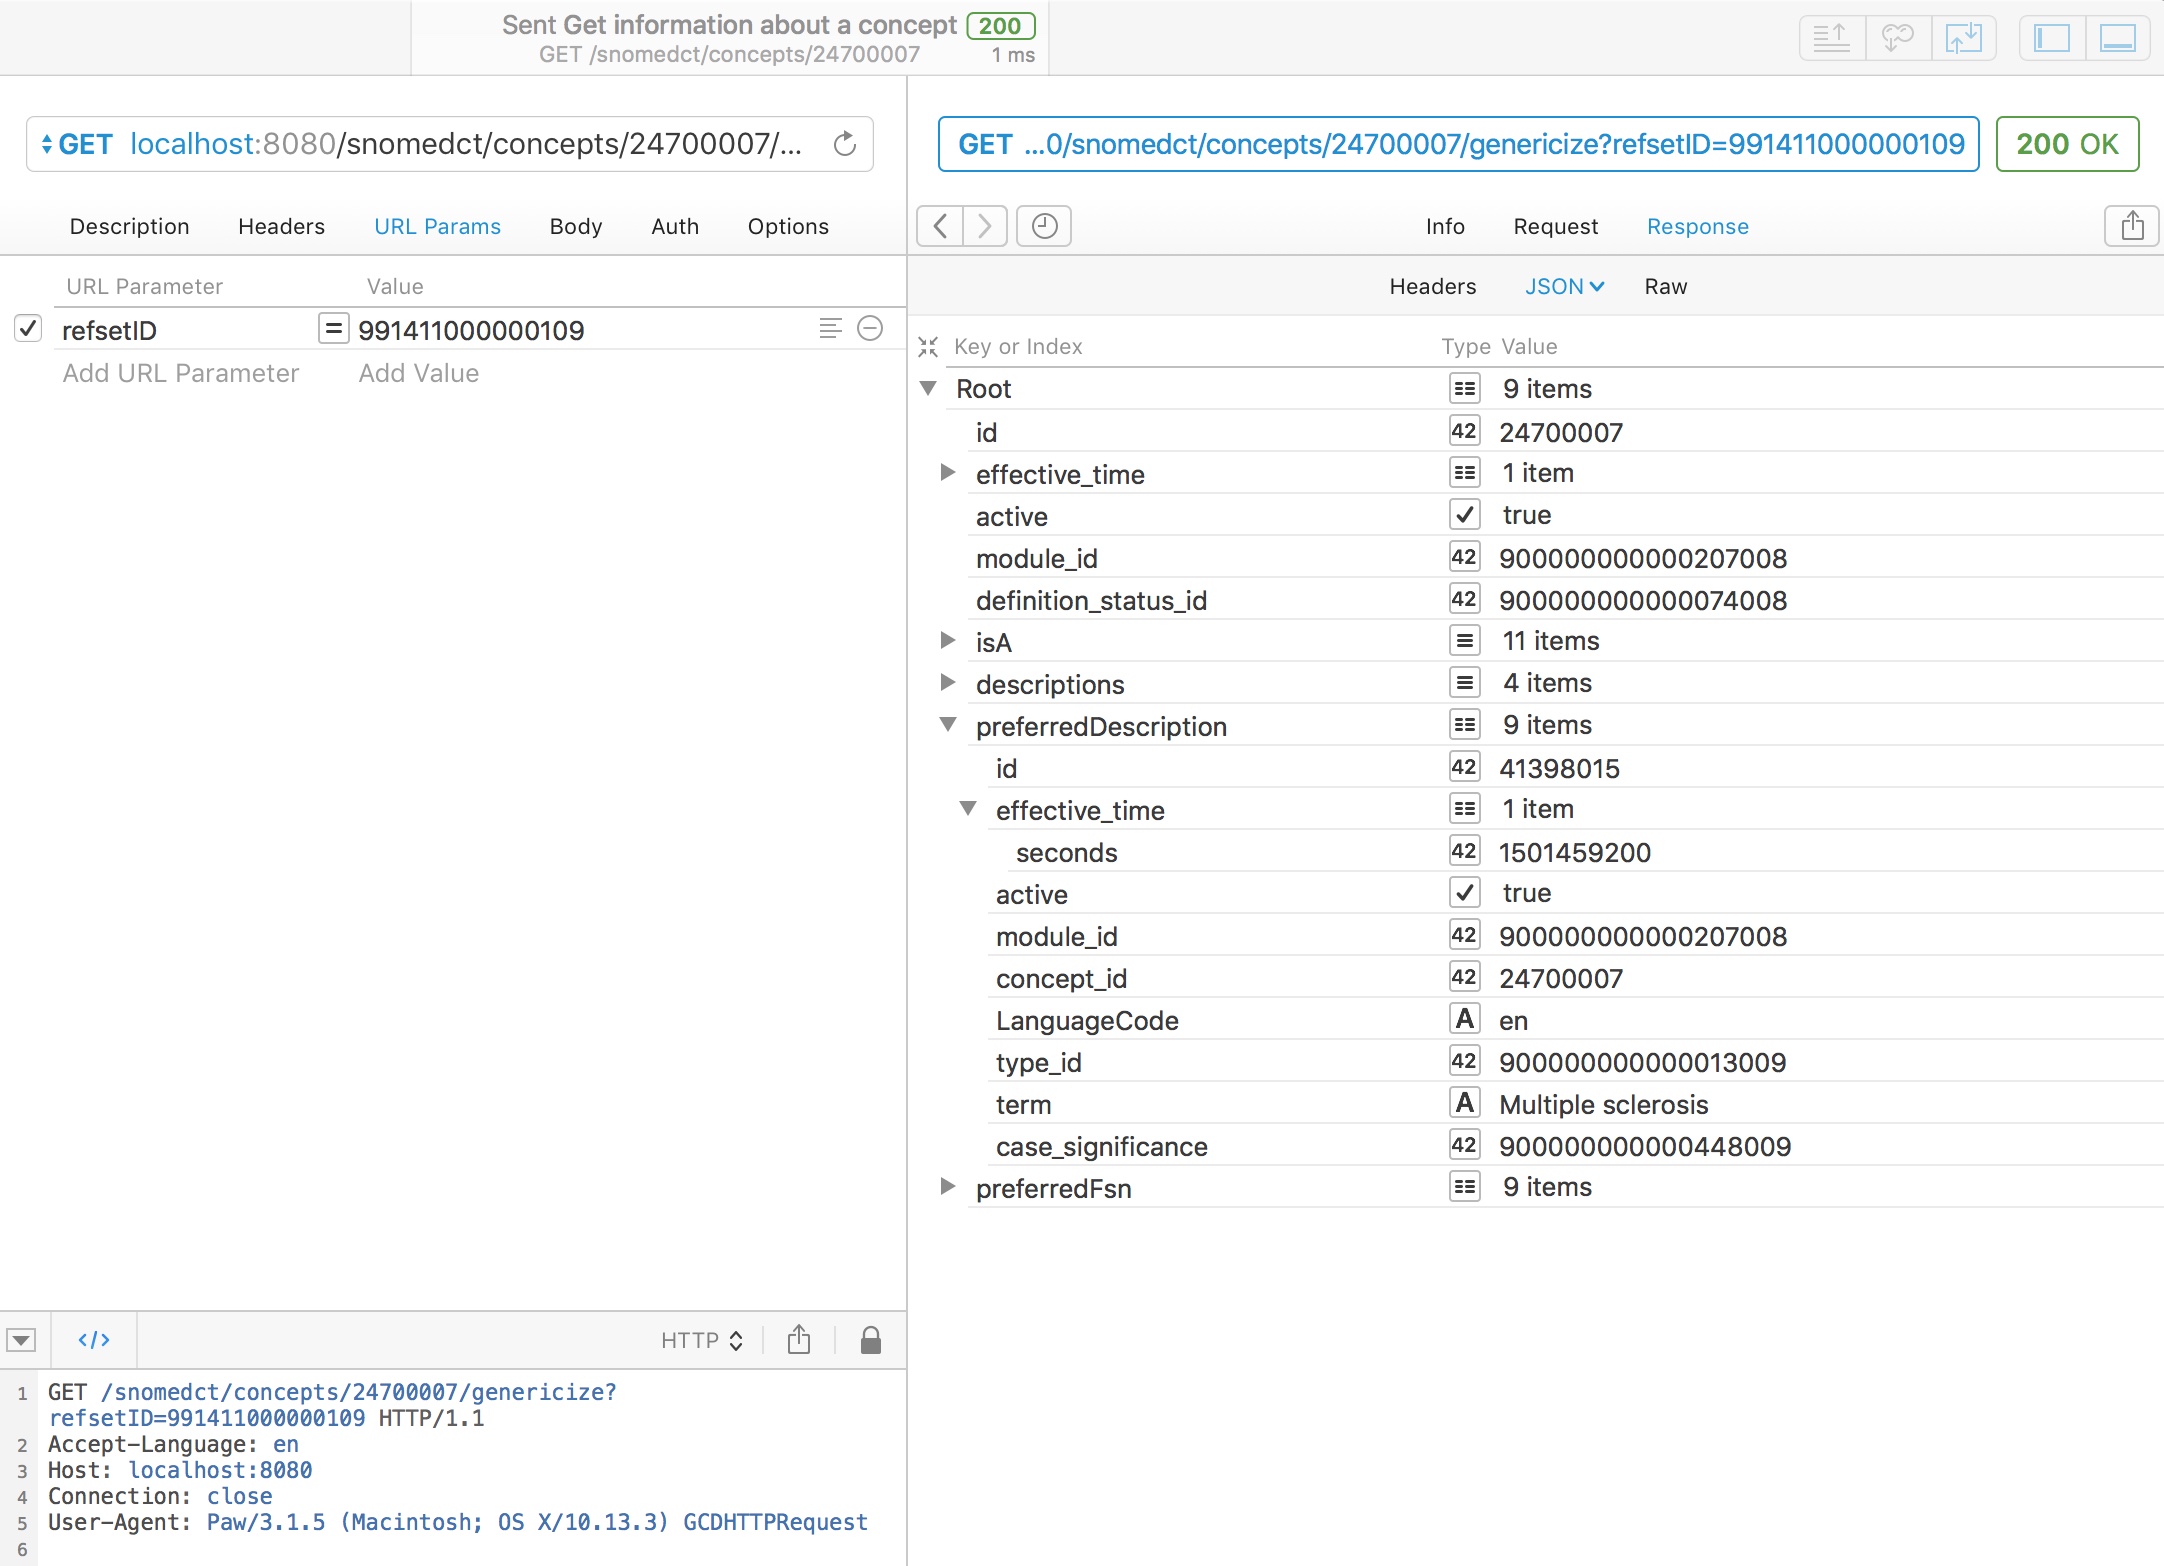 Sent Get information about a concept 200
GET /snomedct/concepts/24700007 1 ms
GET localhost:8080/snomedct/concepts/24700007/...
Description Headers URL Params Body Auth Options
URL Parameter Value
refsetID = 991411000000109
Add URL Parameter Add Value
GET ...0/snomedct/concepts/24700007/genericize?refsetID=991411000000109 200 OK
Info Request Response
Headers JSON Raw
Key or Index Type Value
Root 9 items
id 42 24700007
effective_time 1 item
active true
module_id 42 900000000000207008
definition_status_id 42 900000000000074008
isA 11 items
descriptions 4 items
preferredDescription 9 items
id 42 41398015
effective_time 1 item
seconds 42 1501459200
active true
module_id 42 900000000000207008
concept_id 42 24700007
LanguageCode A en
type_id 42 900000000000013009
term A Multiple sclerosis
case_significance 42 900000000000448009
preferredFsn 9 items
</> HTTP
1 GET /snomedct/concepts/24700007/genericize?
refsetID=991411000000109 HTTP/1.1
2 Accept-Language: en
3 Host: localhost:8080
4 Connection: close
5 User-Agent: Paw/3.1.5 (Macintosh; OS X/10.13.3) GCDHTTPRequest
6